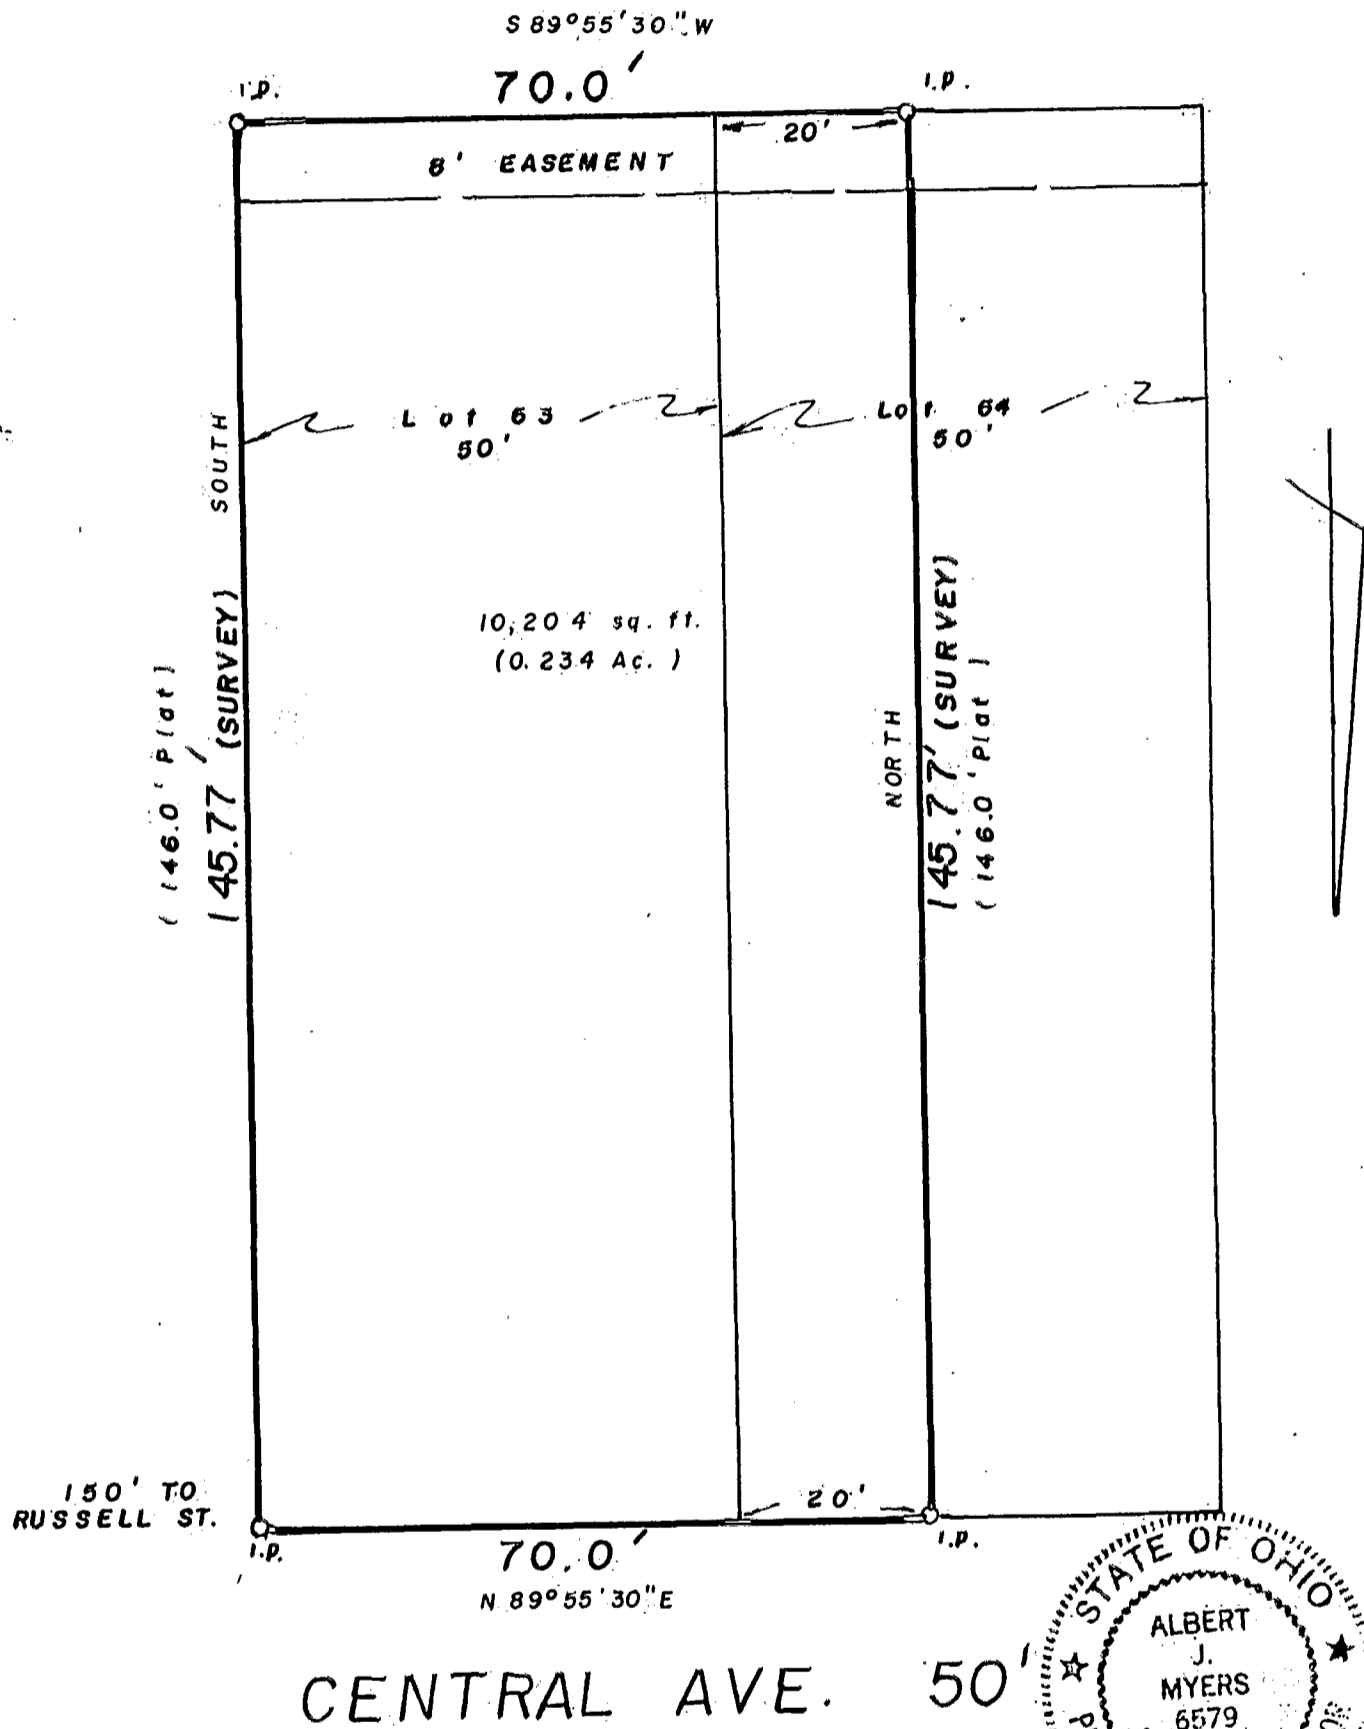 S 89°55'30" W
70.0'
I.P.
I.P.
20'
8' EASEMENT
Lot 63
50'
Lot 64
50'
SOUTH
145.77' (SURVEY)
(146.0' Plat)
10,204 sq. ft.
(0.234 Ac.)
NORTH
145.77' (SURVEY)
(146.0' Plat)
150' TO
RUSSELL ST.
20'
I.P.
70.0'
I.P.
N 89°55'30" E
CENTRAL AVE. 50'
STATE OF OHIO
ALBERT
J.
MYERS
6579